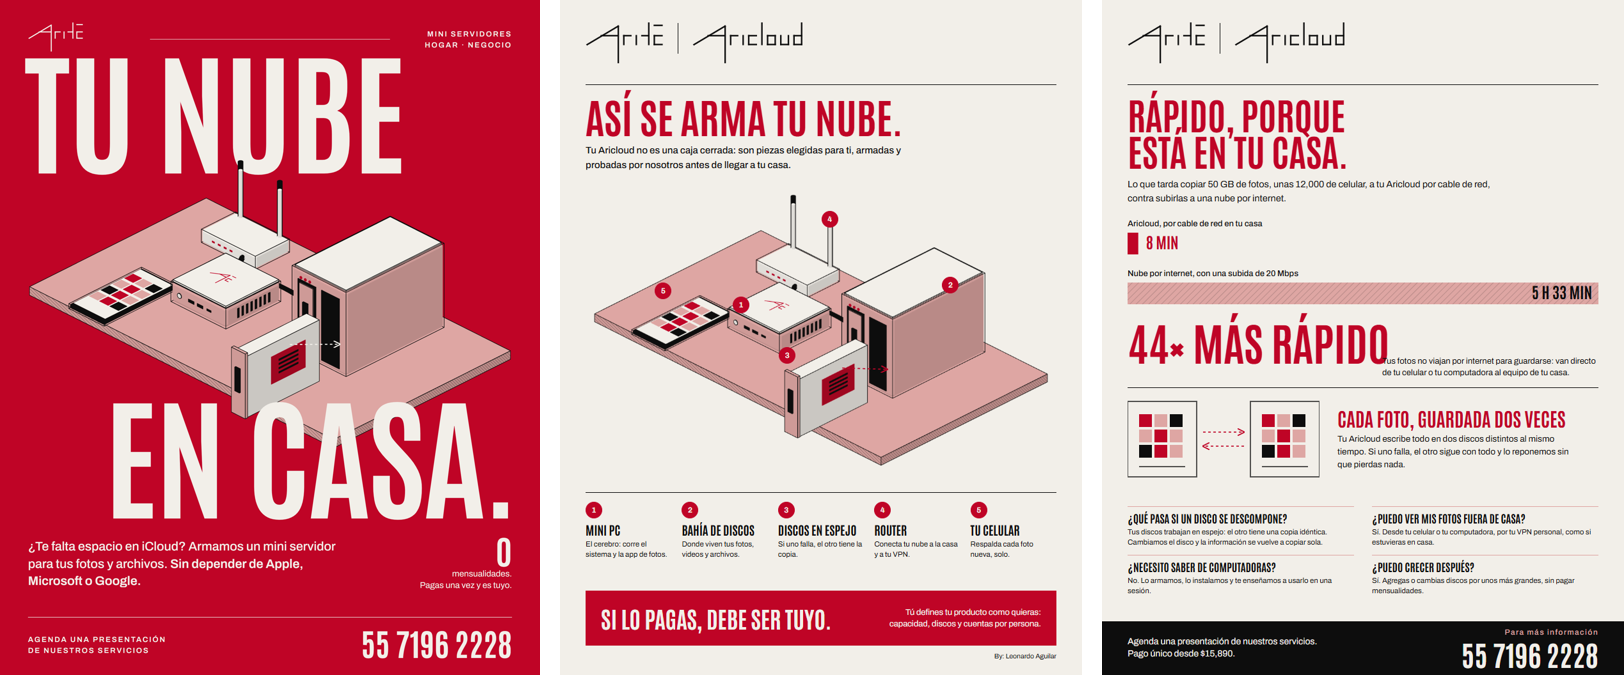 Aritē
MINI SERVIDORES
HOGAR · NEGOCIO
TU NUBE
EN CASA.
¿Te falta espacio en iCloud? Armamos un mini servidor
para tus fotos y archivos. Sin depender de Apple,
Microsoft o Google.
0
mensualidades.
Pagas una vez y es tuyo.
AGENDA UNA PRESENTACIÓN
DE NUESTROS SERVICIOS
55 7196 2228
Aritē | Aricloud
ASÍ SE ARMA TU NUBE.
Tu Aricloud no es una caja cerrada: son piezas elegidas para ti, armadas y
probadas por nosotros antes de llegar a tu casa.
4
5
2
1
3
1
MINI PC
El cerebro: corre el
sistema y la app de fotos.
2
BAHÍA DE DISCOS
Donde viven tus fotos,
videos y archivos.
3
DISCOS EN ESPEJO
Si uno falla, el otro tiene la
copia.
4
ROUTER
Conecta tu nube a la casa
y a tu VPN.
5
TU CELULAR
Respalda cada foto
nueva, solo.
SI LO PAGAS, DEBE SER TUYO.
Tú defines tu producto como quieras:
capacidad, discos y cuentas por persona.
By: Leonardo Aguilar
Aritē | Aricloud
RÁPIDO, PORQUE
ESTÁ EN TU CASA.
Lo que tarda copiar 50 GB de fotos, unas 12,000 de celular, a tu Aricloud por cable de red,
contra subirlas a una nube por internet.
Aricloud, por cable de red en tu casa
8 MIN
Nube por internet, con una subida de 20 Mbps
5 H 33 MIN
44× MÁS RÁPIDO
Tus fotos no viajan por internet para guardarse: van directo
de tu celular o tu computadora al equipo de tu casa.
CADA FOTO, GUARDADA DOS VECES
Tu Aricloud escribe todo en dos discos distintos al mismo
tiempo. Si uno falla, el otro sigue con todo y lo reponemos sin
que pierdas nada.
¿QUÉ PASA SI UN DISCO SE DESCOMPONE?
Tus discos trabajan en espejo: el otro tiene una copia idéntica.
Cambiamos el disco y la información se vuelve a copiar sola.
¿PUEDO VER MIS FOTOS FUERA DE CASA?
Sí. Desde tu celular o tu computadora, por tu VPN personal, como si
estuvieras en casa.
¿NECESITO SABER DE COMPUTADORAS?
No. Lo armamos, lo instalamos y te enseñamos a usarlo en una
sesión.
¿PUEDO CRECER DESPUÉS?
Sí. Agregas o cambias discos por unos más grandes, sin pagar
mensualidades.
Agenda una presentación de nuestros servicios.
Pago único desde $15,890.
Para más información
55 7196 2228